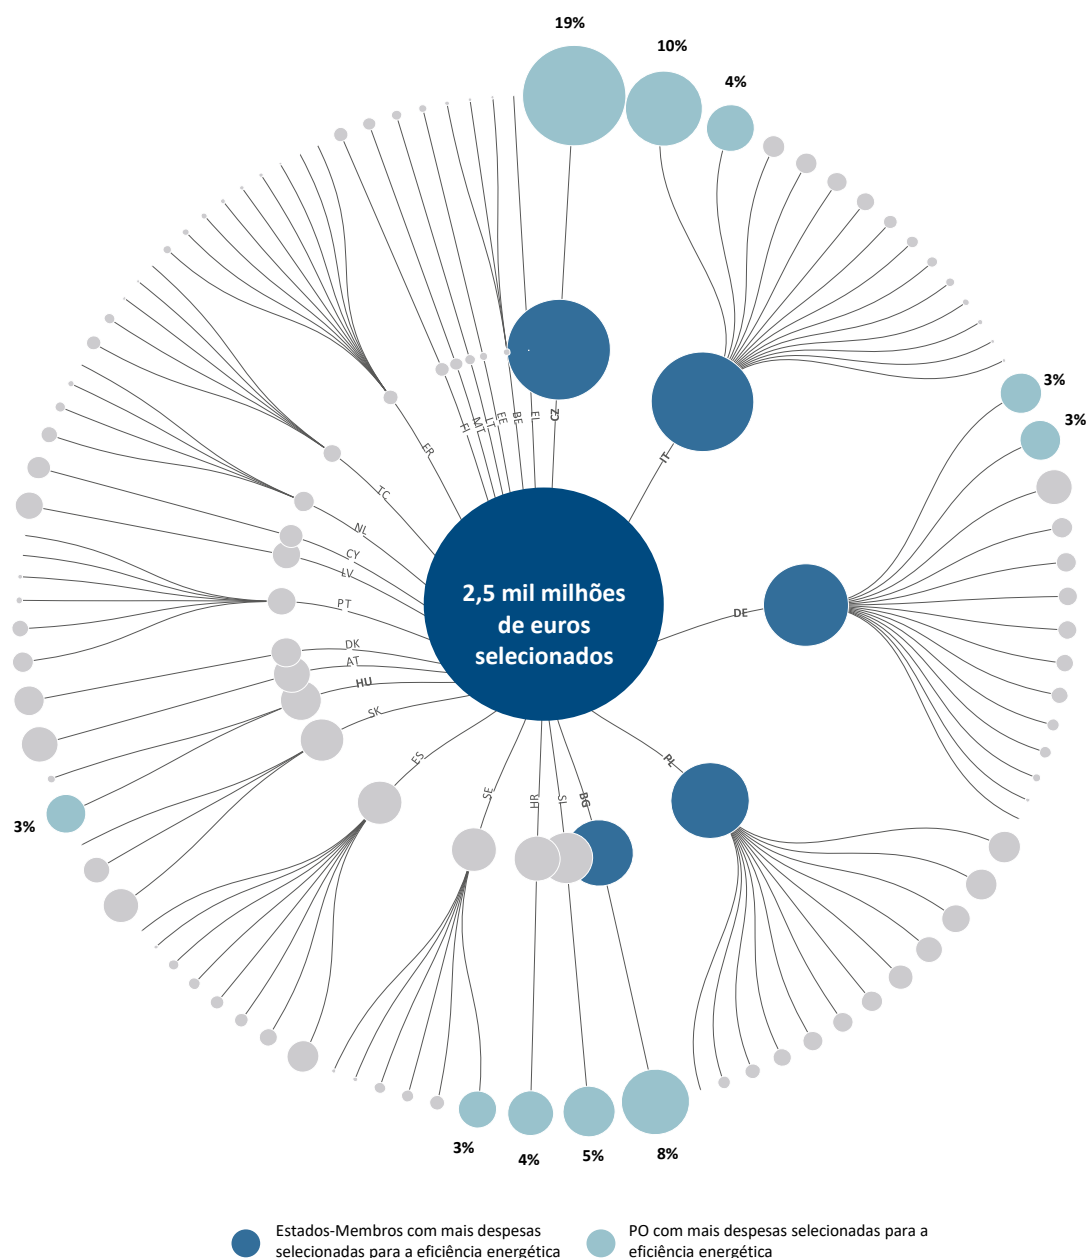 19%
10%
4%
3%
3%
FI
MT
LT
EE
BE
EL
CZ
IT
FR
TC
NL
CY
LV
PT
DK
AT
HU
SK
ES
SE
HR
SI
BG
PL
DE
2,5 mil milhões
de euros
selecionados
3%
3%
4%
5%
8%
Estados-Membros com mais despesas
selecionadas para a eficiência energética
PO com mais despesas selecionadas para a
eficiência energética